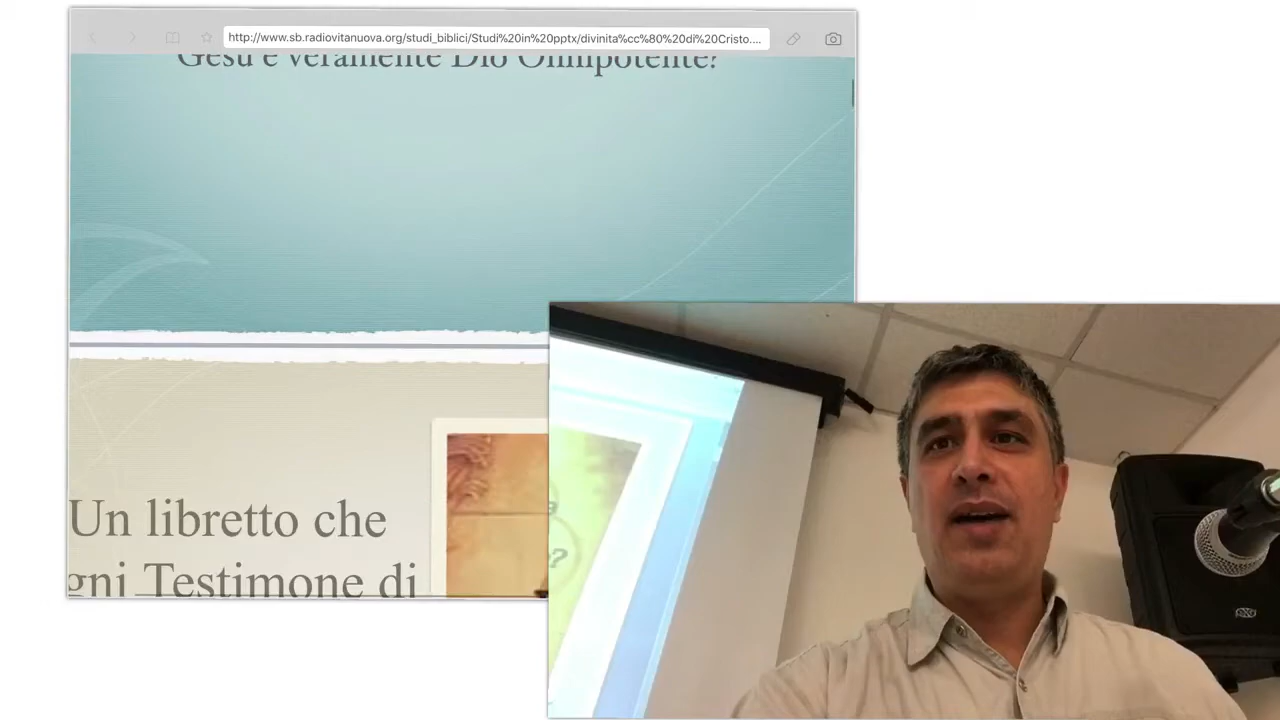 http://www.sb.radiovitanuova.org/studi_biblici/Studi%20in%20pptx/divinita%cc%80%20di%20Cristo....
Gesù è veramente Dio Onnipotente?
Un libretto che
gni Testimone di
?